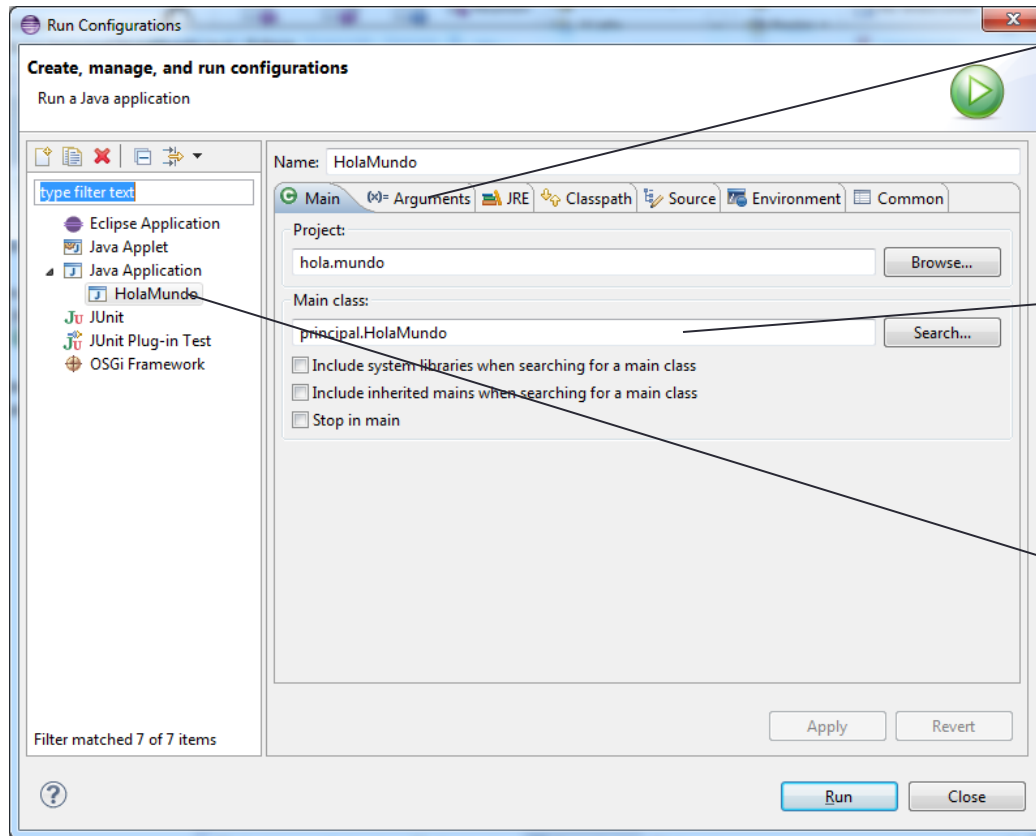 Run Configurations
Create, manage, and run configurations
Run a Java application
type filter text
Eclipse Application
Java Applet
Java Application
HolaMundo
JUnit
JUnit Plug-in Test
OSGi Framework
Filter matched 7 of 7 items
Name: HolaMundo
Main (x)= Arguments JRE Classpath Source Environment Common
Project:
hola.mundo Browse...
Main class:
principal.HolaMundo Search...
Include system libraries when searching for a main class
Include inherited mains when searching for a main class
Stop in main
Apply Revert
Run Close